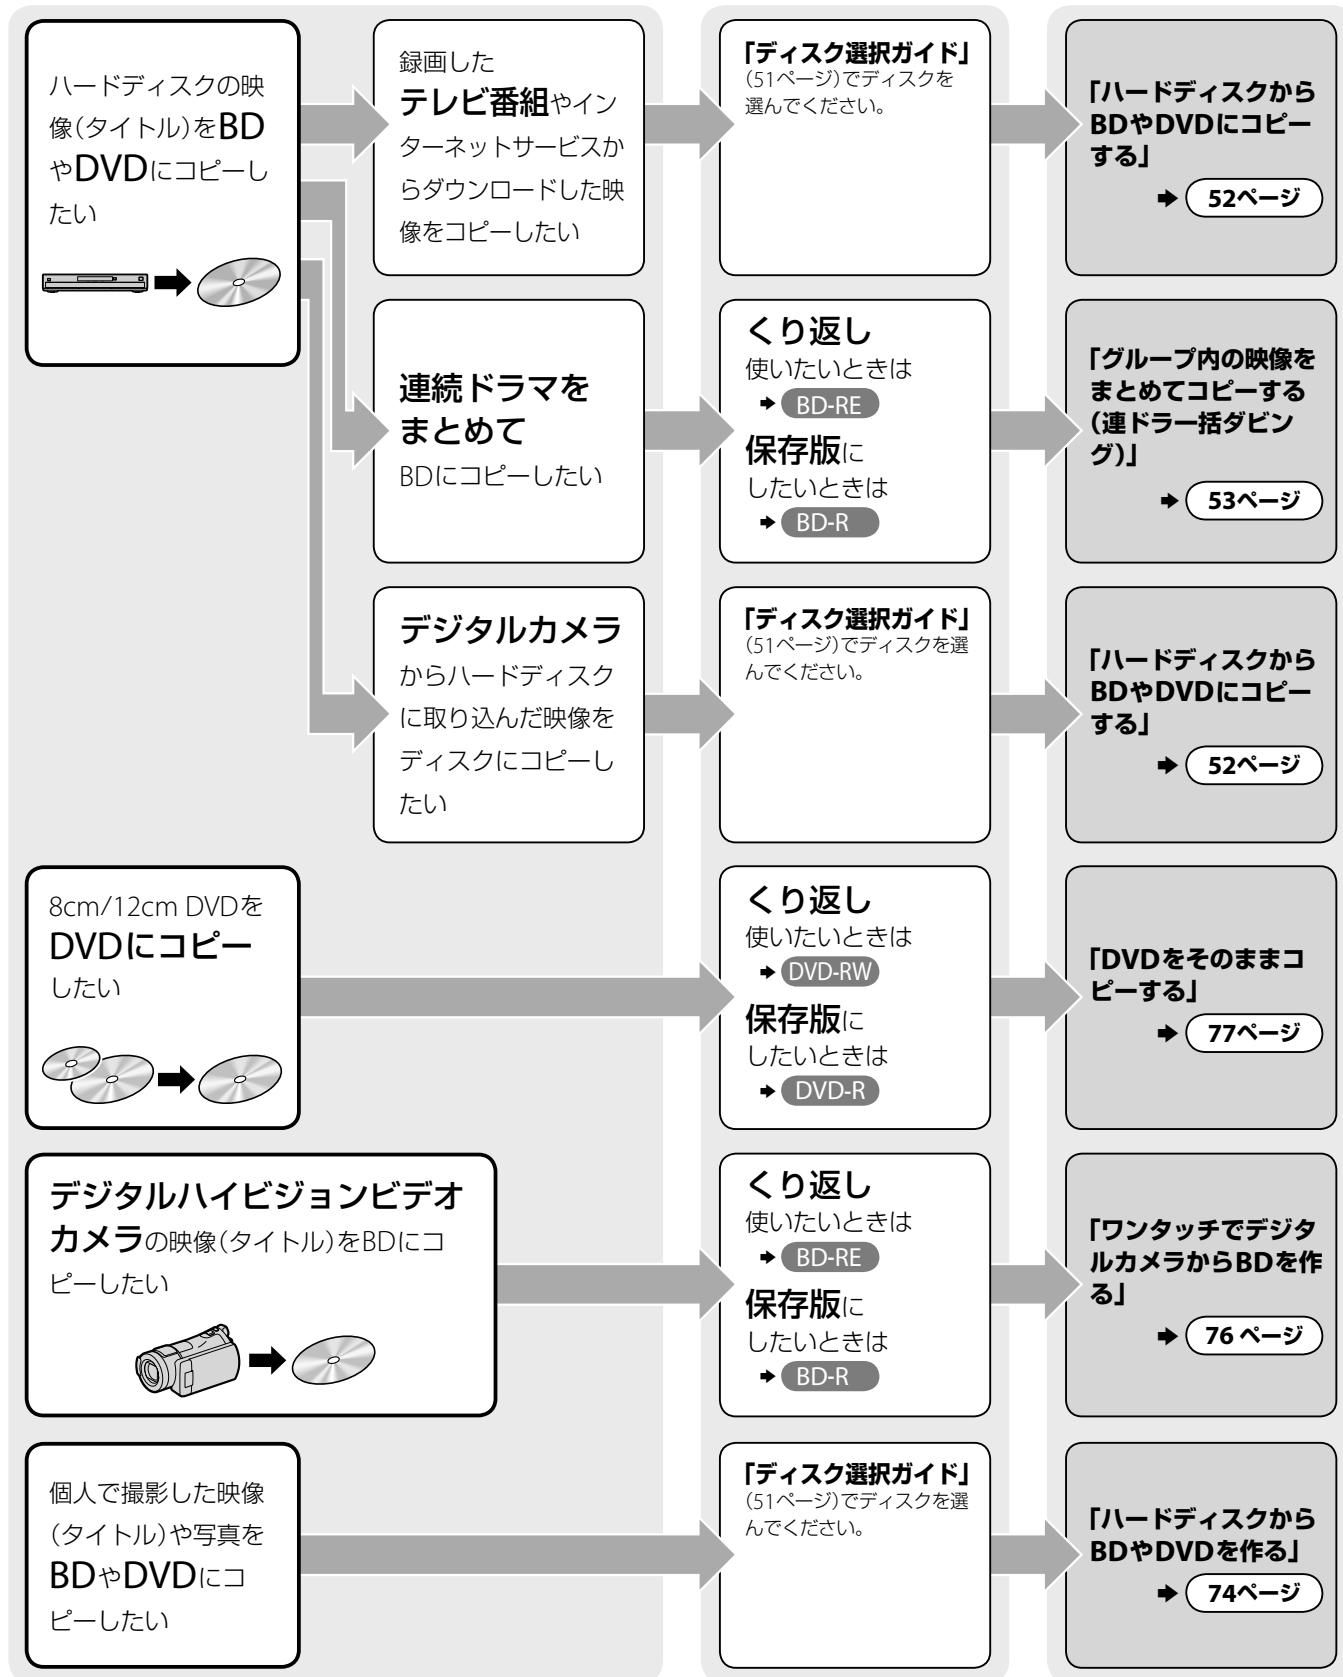 ハードディスクの映
像(タイトル)をBD
やDVDにコピーし
たい
録画した
テレビ番組やイン
ターネットサービスか
らダウンロードした映
像をコピーしたい
「ディスク選択ガイド」
(51ページ)でディスクを
選んでください。
「ハードディスクから
BDやDVDにコピー
する」
➡ 52ページ
連続ドラマを
まとめて
BDにコピーしたい
くり返し
使いたいときは
➡ BD-RE
保存版に
したいときは
➡ BD-R
「グループ内の映像を
まとめてコピーする
(連ドラ一括ダビン
グ)」
➡ 53ページ
デジタルカメラ
からハードディスク
に取り込んだ映像を
ディスクにコピーし
たい
「ディスク選択ガイド」
(51ページ)でディスクを選
んでください。
「ハードディスクから
BDやDVDにコピー
する」
➡ 52ページ
8cm/12cm DVDを
DVDにコピー
したい
くり返し
使いたいときは
➡ DVD-RW
保存版に
したいときは
➡ DVD-R
「DVDをそのままコ
ピーする」
➡ 77ページ
デジタルハイビジョンビデオ
カメラの映像(タイトル)をBDにコ
ピーしたい
くり返し
使いたいときは
➡ BD-RE
保存版に
したいときは
➡ BD-R
「ワンタッチでデジタ
ルカメラからBDを作
る」
➡ 76 ページ
個人で撮影した映像
(タイトル)や写真を
BDやDVDにコ
ピーしたい
「ディスク選択ガイド」
(51ページ)でディスクを選
んでください。
「ハードディスクから
BDやDVDを作る」
➡ 74ページ